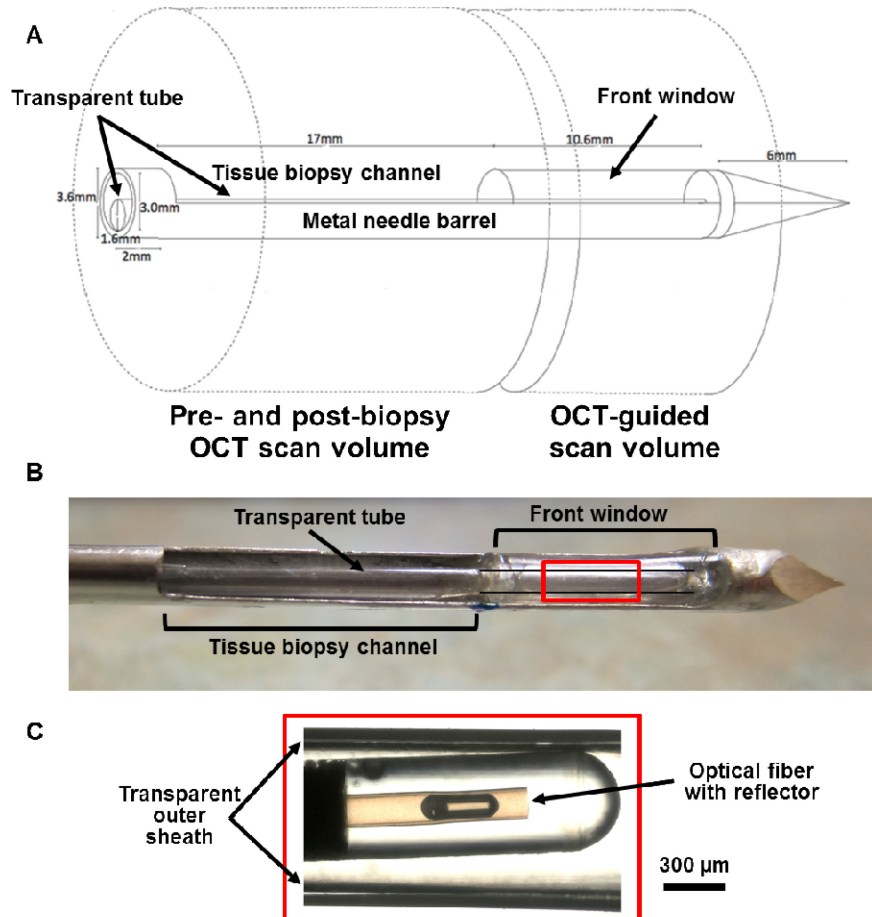 A
Transparent tube
Front window
17mm
10.6mm
6mm
Tissue biopsy channel
3.6mm
3.0mm
Metal needle barrel
1.6mm
2mm
Pre- and post-biopsy
OCT scan volume
OCT-guided
scan volume
B
Transparent tube
Front window
Tissue biopsy channel
C
Transparent
outer
sheath
Optical fiber
with reflector
300 µm